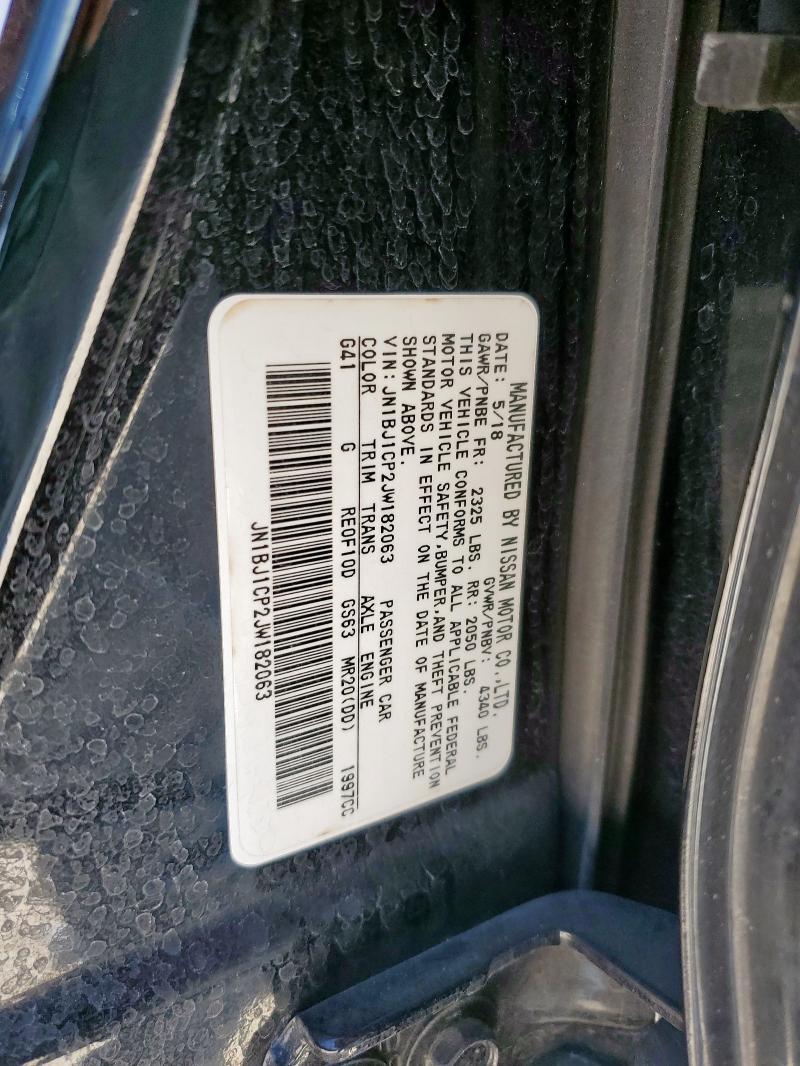 MANUFACTURED BY NISSAN MOTOR CO.,LTD.
DATE: 5/18 GVWR/PNBV: 4340 LBS.
GAWR/PNBE FR: 2325 LBS. RR: 2050 LBS.
THIS VEHICLE CONFORMS TO ALL APPLICABLE FEDERAL
MOTOR VEHICLE SAFETY,BUMPER,AND THEFT PREVENTION
STANDARDS IN EFFECT ON THE DATE OF MANUFACTURE
SHOWN ABOVE.
VIN:JN1BJ1CP2JW182063 PASSENGER CAR
COLOR TRIM TRANS AXLE ENGINE
G41 G RE0F10D GS63 MR20(DD) 1997CC
JN1BJ1CP2JW182063